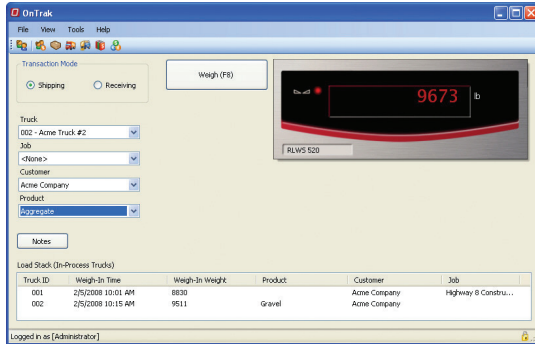 OnTrak
File View Tools Help
Transaction Mode
Shipping Receiving
Weigh (F8)
9673 lb
RLWS 520
Truck
002 - Acme Truck #2
Job
<None>
Customer
Acme Company
Product
Aggregate
Notes
Load Stack (In-Process Trucks)
Truck ID Weigh-In Time Weigh-In Weight Product Customer Job
001 2/5/2008 10:01 AM 8830 Acme Company Highway 8 Constru...
002 2/5/2008 10:15 AM 9511 Gravel Acme Company
Logged in as [Administrator]